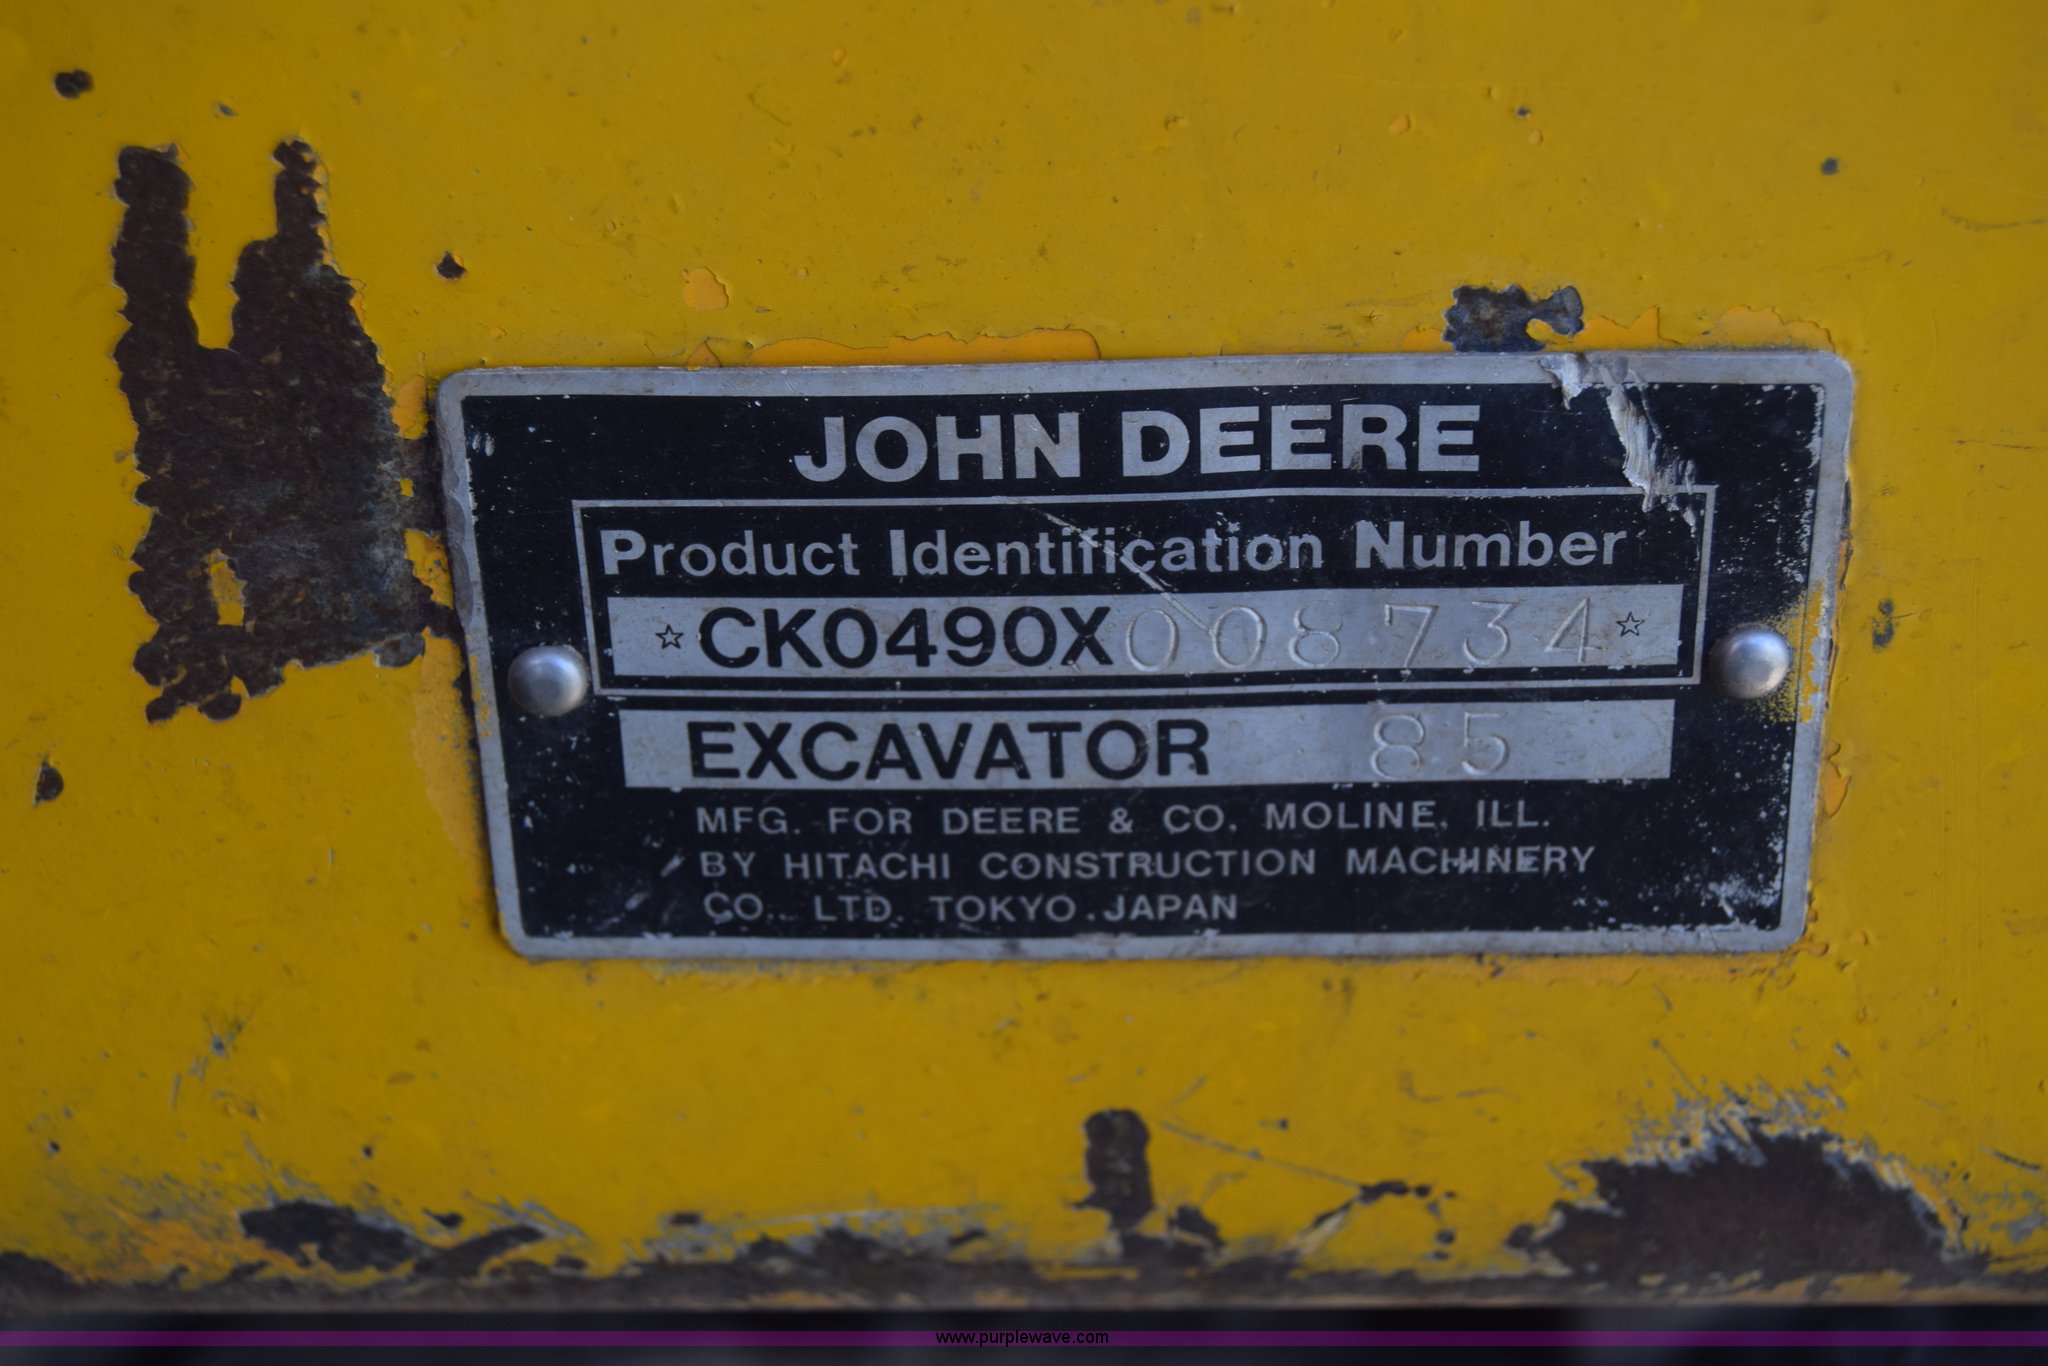 JOHN DEERE
Product Identification Number
☆CK0490X008734☆
EXCAVATOR 85
MFG. FOR DEERE & CO. MOLINE. ILL.
BY HITACHI CONSTRUCTION MACHINERY
CO.. LTD. TOKYO.JAPAN
www.purplewave.com